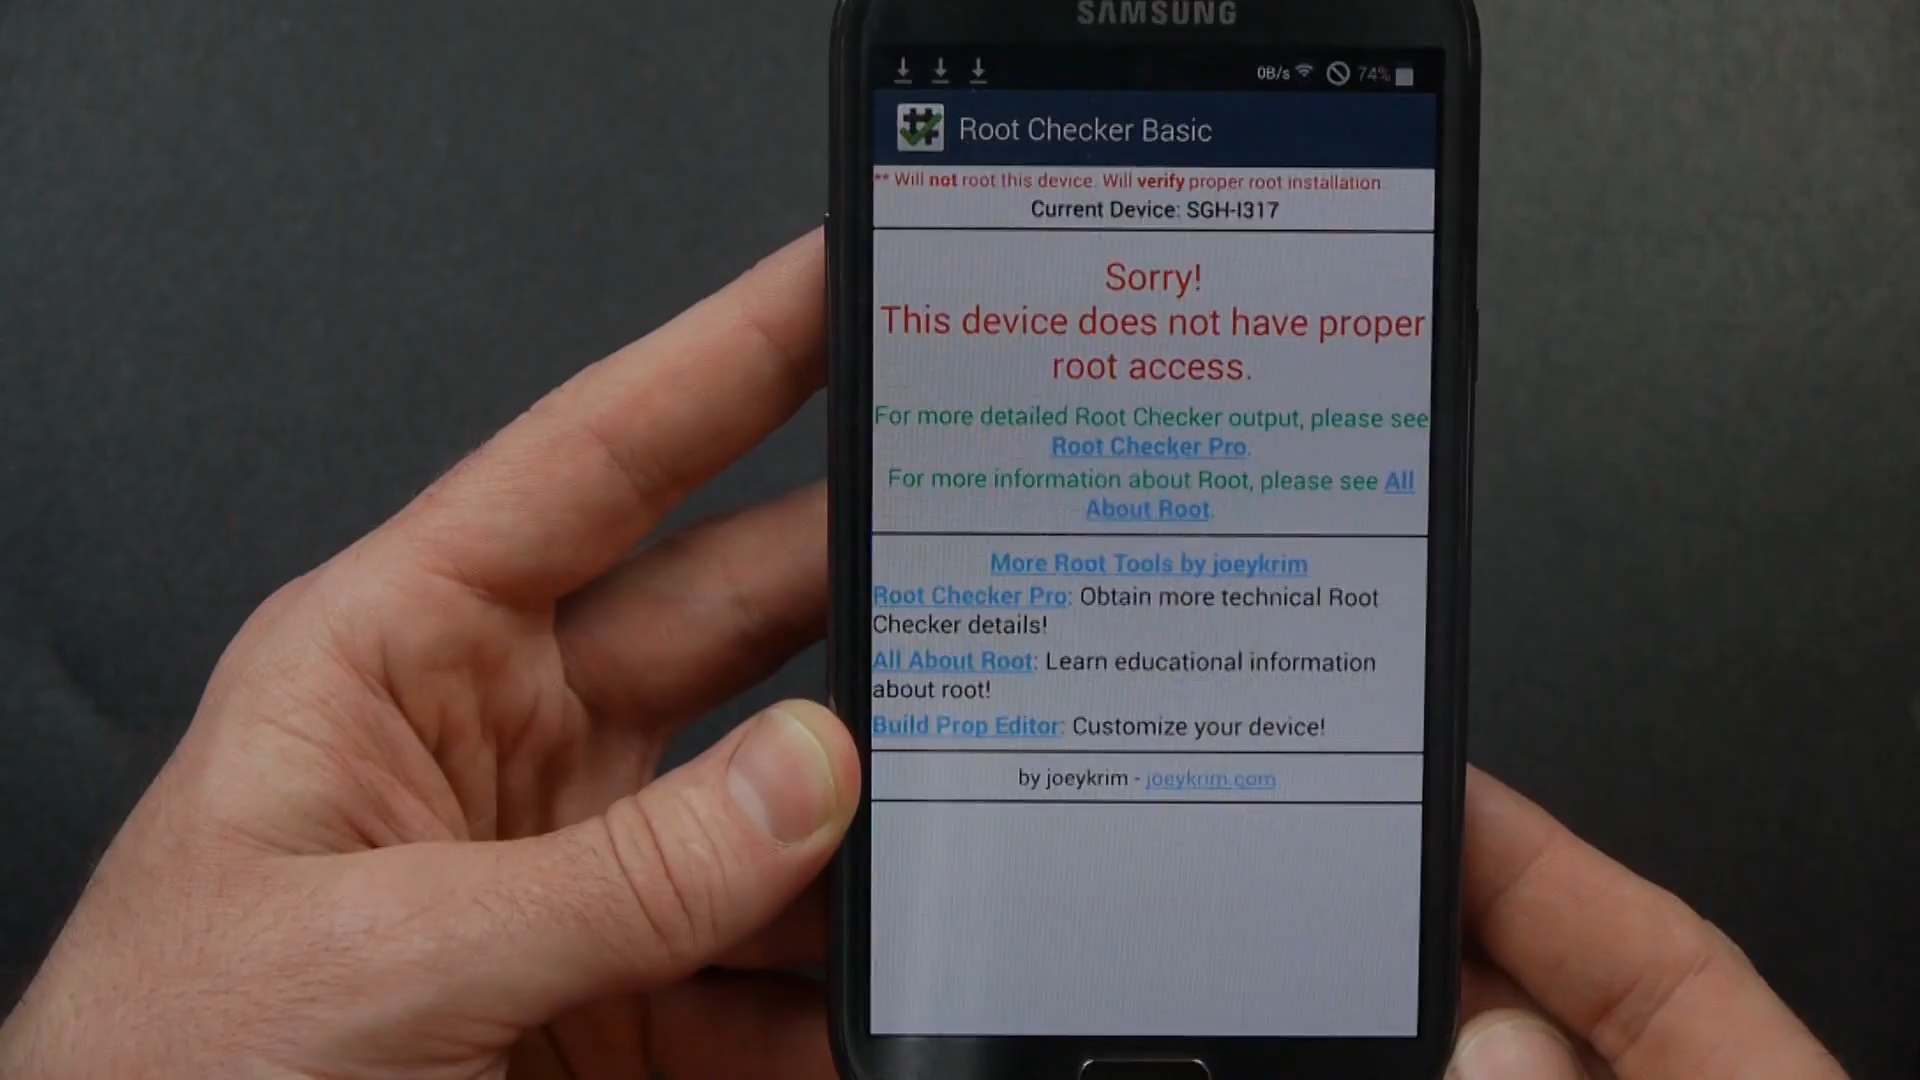 SAMSUNG
0B/s 74%
Root Checker Basic
** Will not root this device. Will verify proper root installation.
Current Device: SGH-I317
Sorry!
This device does not have proper
root access.
For more detailed Root Checker output, please see
Root Checker Pro.
For more information about Root, please see All
About Root.
More Root Tools by joeykrim
Root Checker Pro: Obtain more technical Root
Checker details!
All About Root: Learn educational information
about root!
Build Prop Editor: Customize your device!
by joeykrim - joeykrim.com